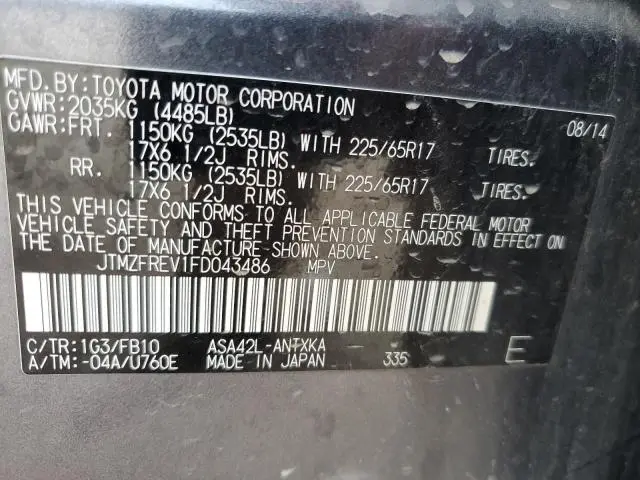 MFD.BY:TOYOTA MOTOR CORPORATION 08/14
GVWR:2035KG (4485LB)
GAWR:FRT. 1150KG (2535LB) WITH 225/65R17 TIRES.
17X6 1/2J RIMS.
RR. 1150KG (2535LB) WITH 225/65R17 TIRES.
17X6 1/2J RIMS.
THIS VEHICLE CONFORMS TO ALL APPLICABLE FEDERAL MOTOR
VEHICLE SAFETY AND THEFT PREVENTION STANDARDS IN EFFECT ON
THE DATE OF MANUFACTURE SHOWN ABOVE.
JTMZFREV1FD043486 MPV
C/TR:1G3/FB10 ASA42L-ANTXKA
A/TM:-04A/U760E MADE IN JAPAN 335 E